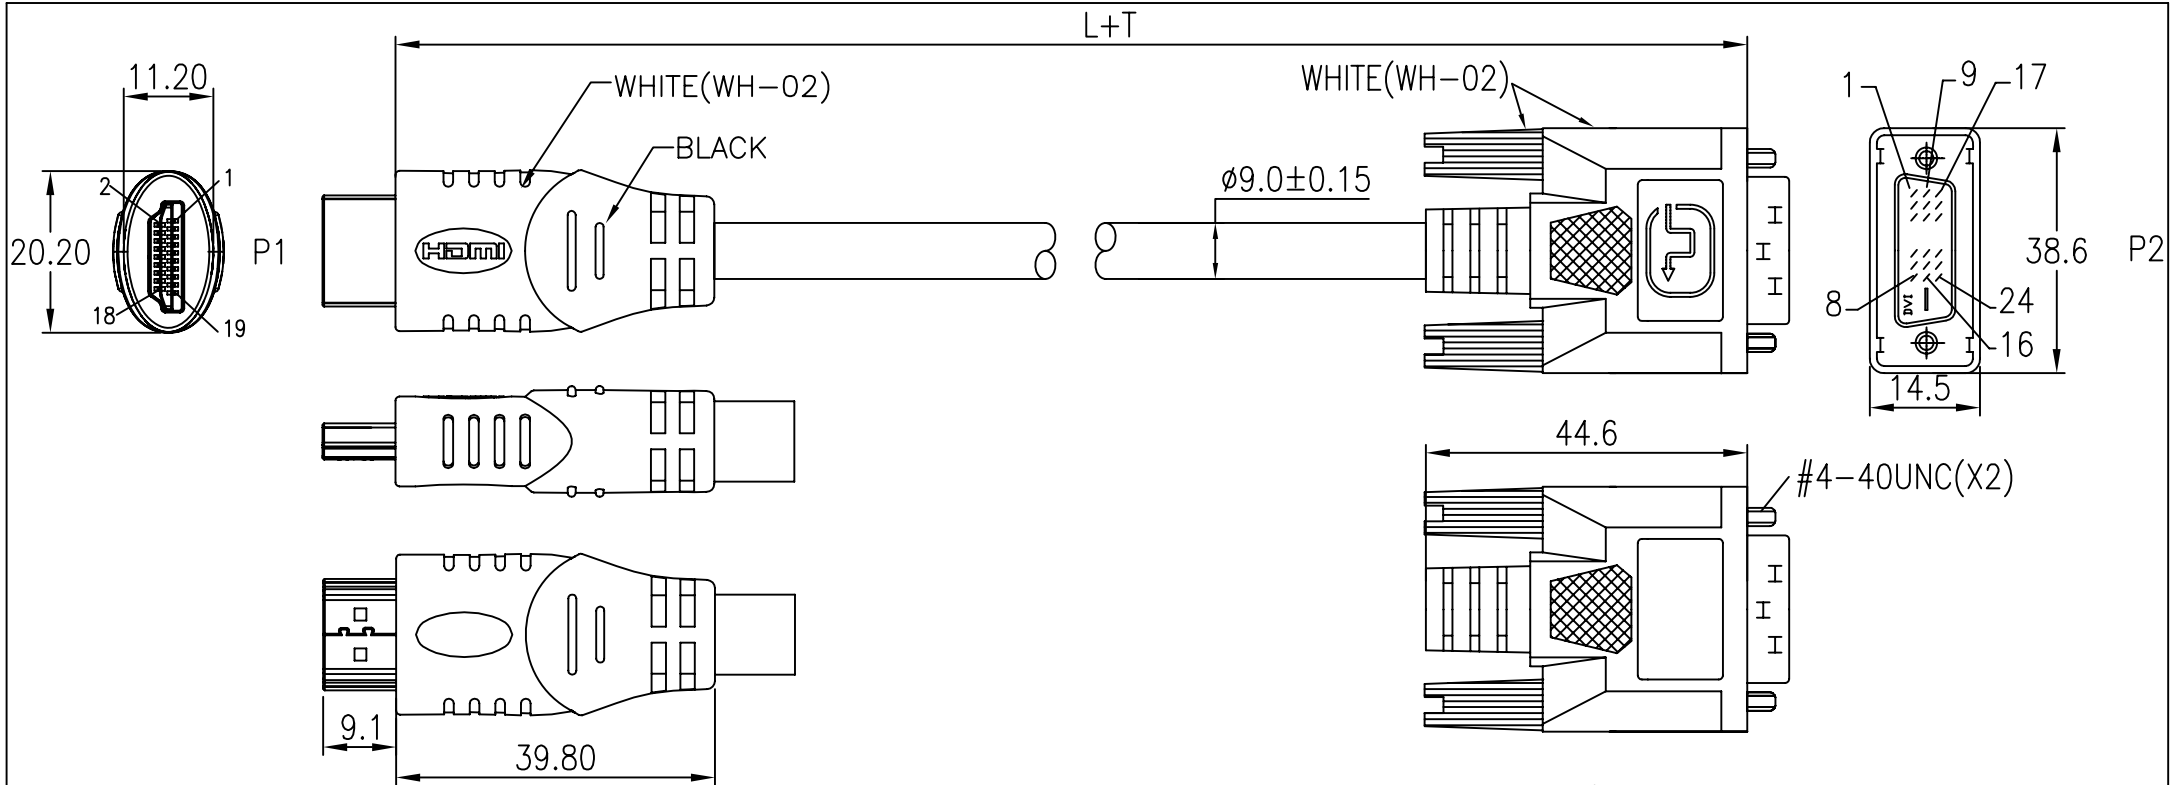 L+T
11.20
WHITE(WH-02)
WHITE(WH-02)
1
9
17
BLACK
2
1
ø9.0±0.15
20.20
P1
HDMI
38.6
P2
18
19
8
DVI
24
16
14.5
44.6
#4-40UNC(X2)
9.1
39.80